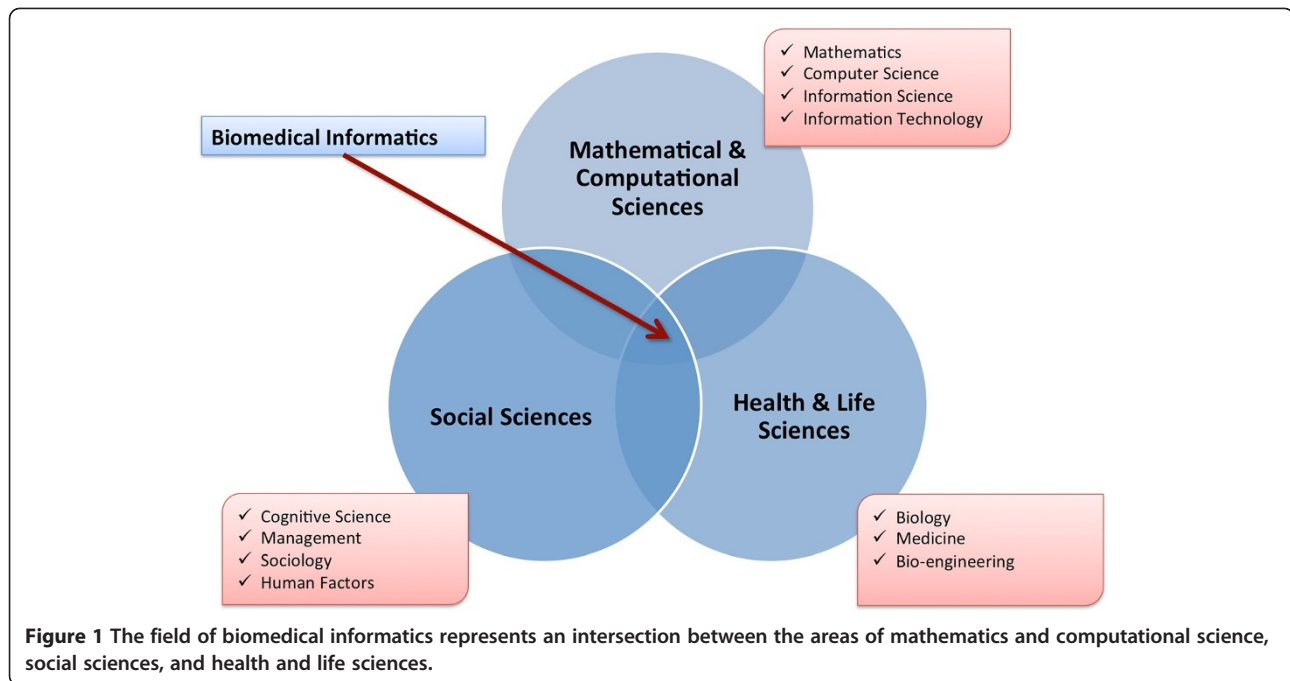 Biomedical Informatics
Mathematical &
Computational
Sciences
✓ Mathematics
✓ Computer Science
✓ Information Science
✓ Information Technology
Social Sciences
Health & Life
Sciences
✓ Cognitive Science
✓ Management
✓ Sociology
✓ Human Factors
✓ Biology
✓ Medicine
✓ Bio-engineering
Figure 1 The field of biomedical informatics represents an intersection between the areas of mathematics and computational science,
social sciences, and health and life sciences.